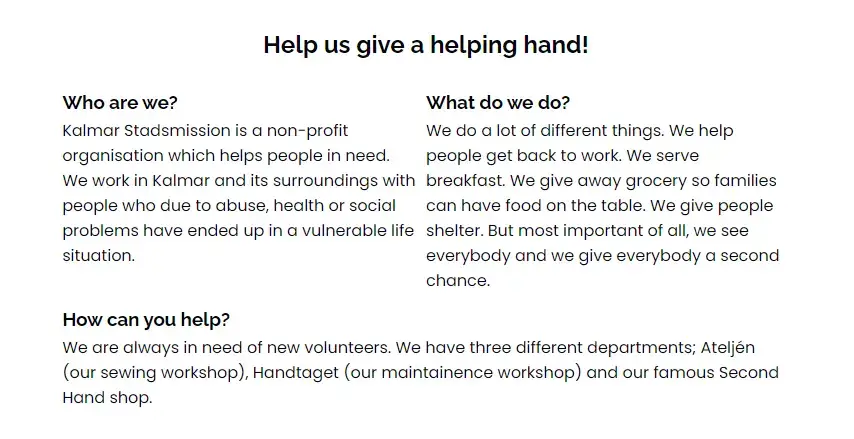 Help us give a helping hand!
Who are we?
Kalmar Stadsmission is a non-profit
organisation which helps people in need.
We work in Kalmar and its surroundings with
people who due to abuse, health or social
problems have ended up in a vulnerable life
situation.
What do we do?
We do a lot of different things. We help
people get back to work. We serve
breakfast. We give away grocery so families
can have food on the table. We give people
shelter. But most important of all, we see
everybody and we give everybody a second
chance.
How can you help?
We are always in need of new volunteers. We have three different departments; Ateljén
(our sewing workshop), Handtaget (our maintainence workshop) and our famous Second
Hand shop.